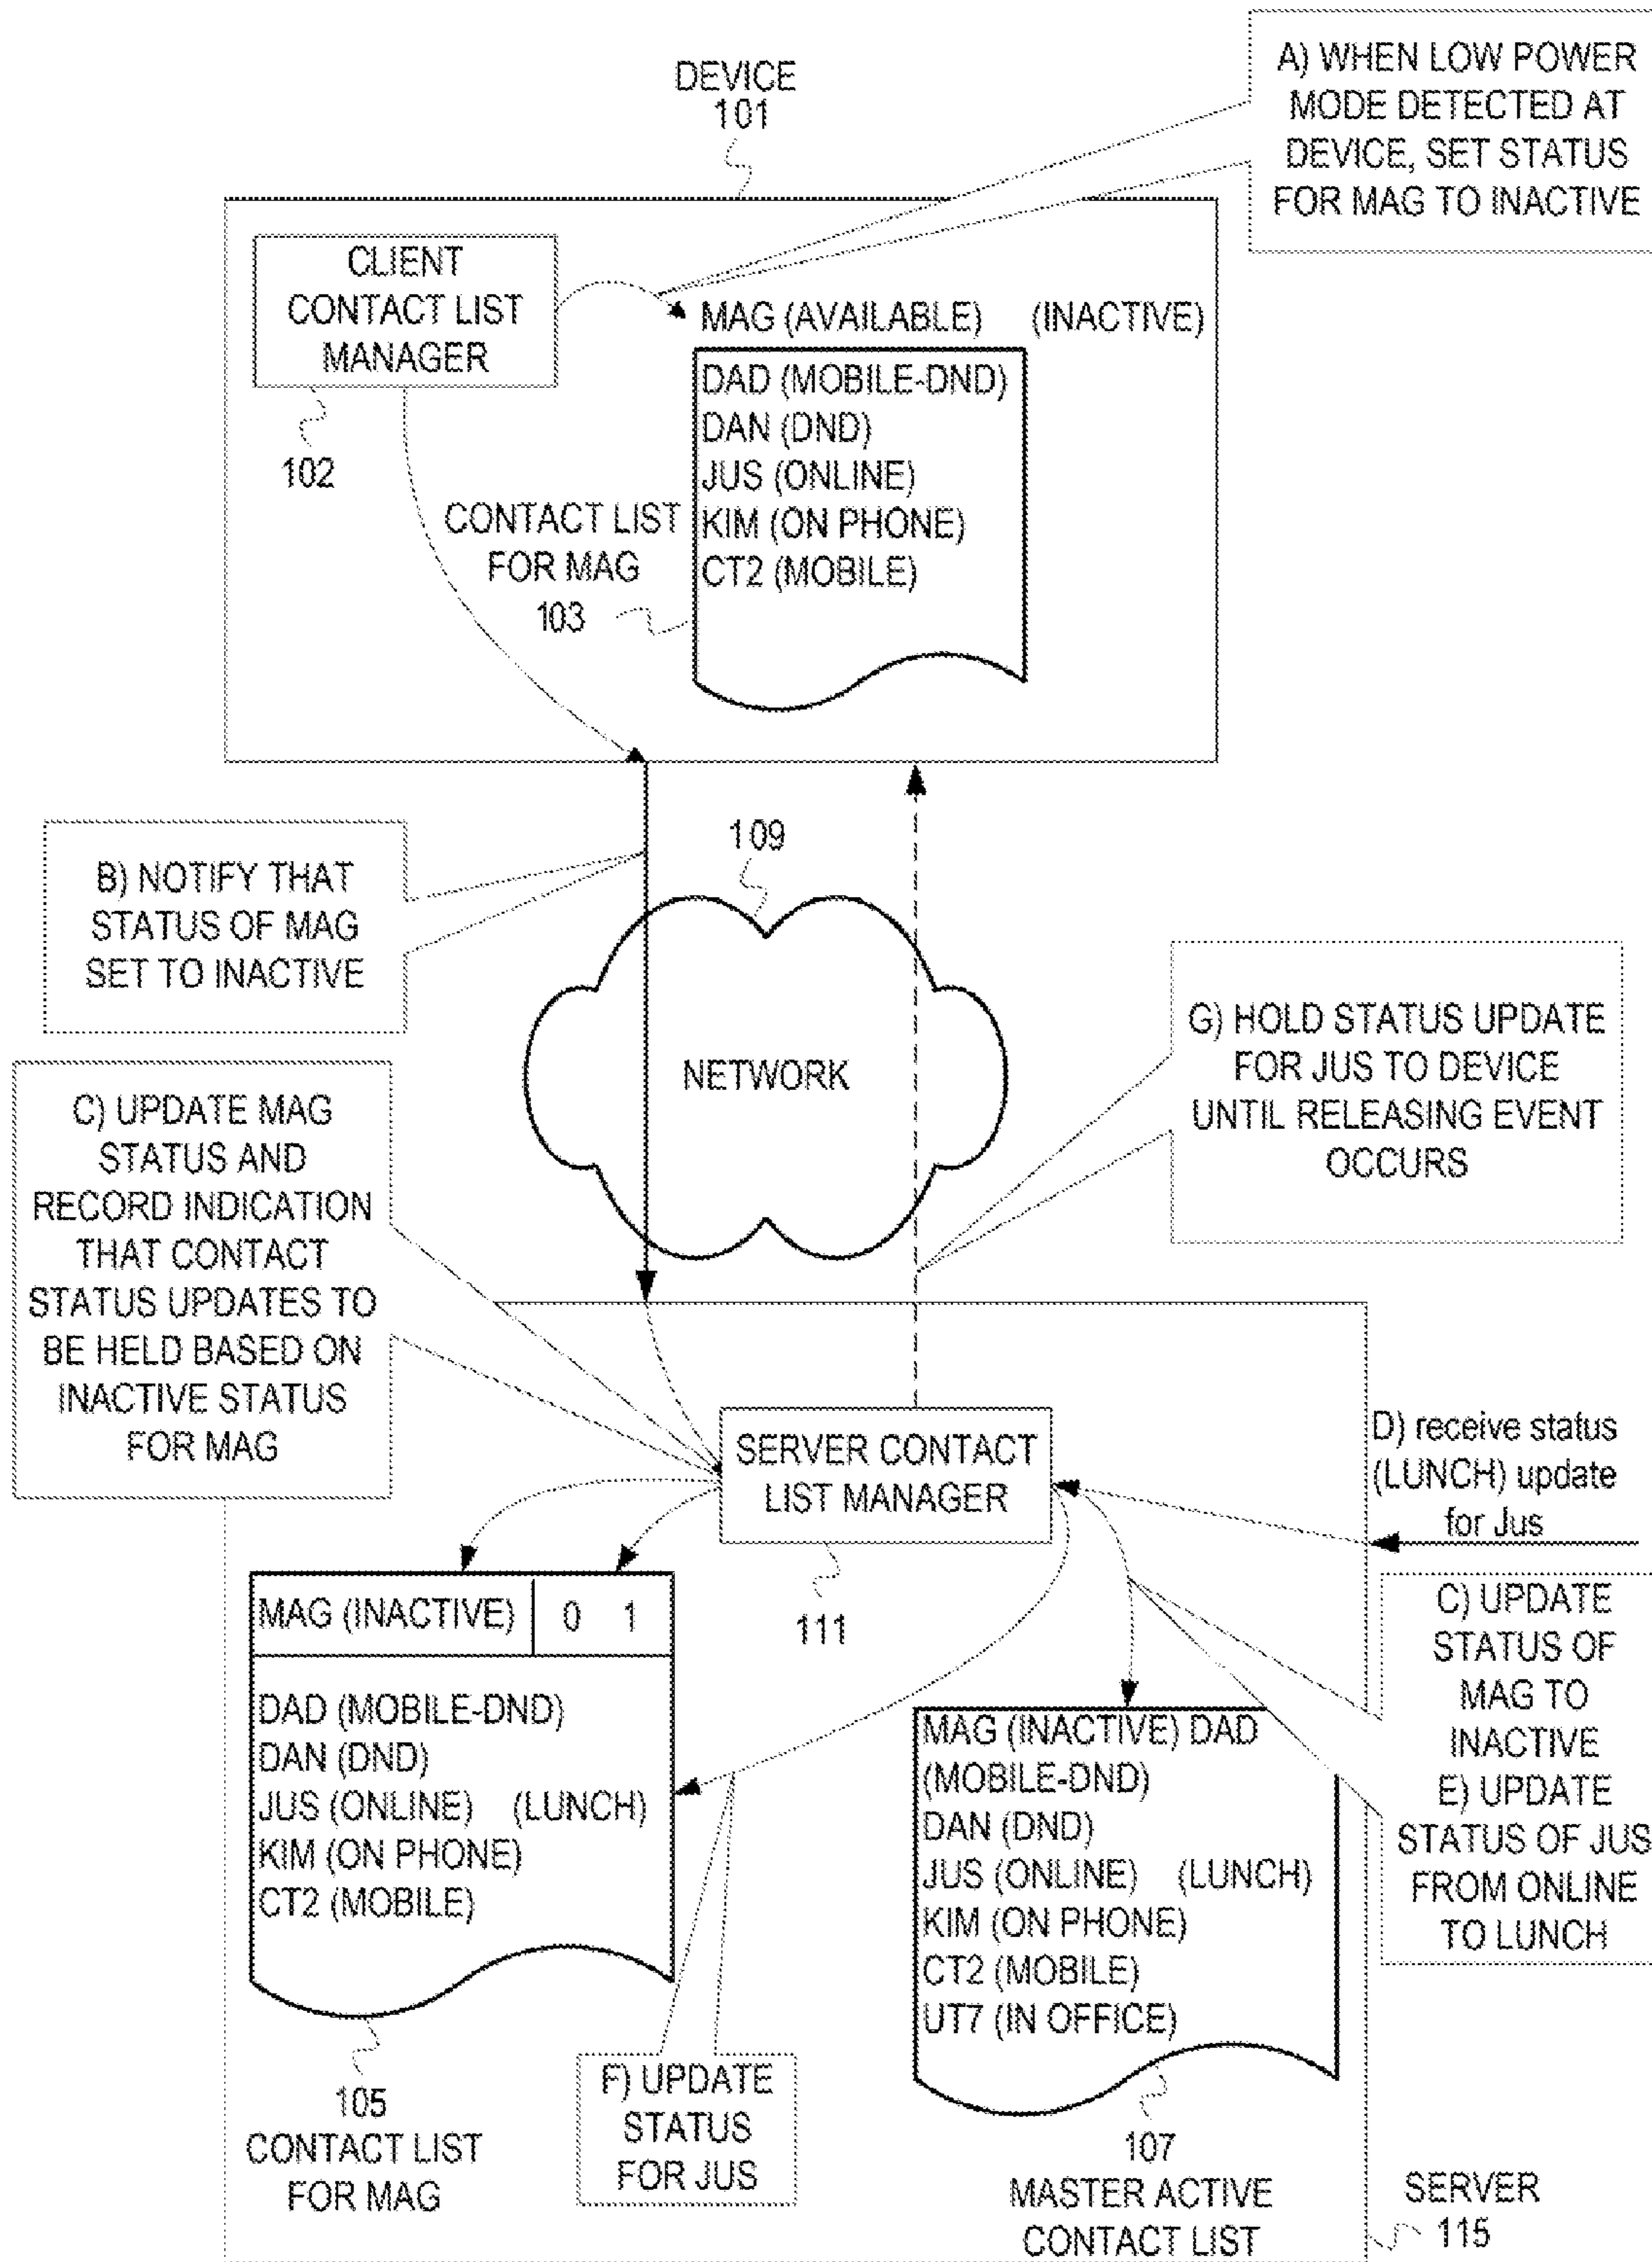 DEVICE
101
A) WHEN LOW POWER
MODE DETECTED AT
DEVICE, SET STATUS
FOR MAG TO INACTIVE
CLIENT
CONTACT LIST
MANAGER
102
MAG (AVAILABLE) (INACTIVE)
DAD (MOBILE-DND)
DAN (DND)
JUS (ONLINE)
KIM (ON PHONE)
CT2 (MOBILE)
CONTACT LIST
FOR MAG
103
B) NOTIFY THAT
STATUS OF MAG
SET TO INACTIVE
109
NETWORK
G) HOLD STATUS UPDATE
FOR JUS TO DEVICE
UNTIL RELEASING EVENT
OCCURS
C) UPDATE MAG
STATUS AND
RECORD INDICATION
THAT CONTACT
STATUS UPDATES TO
BE HELD BASED ON
INACTIVE STATUS
FOR MAG
SERVER CONTACT
LIST MANAGER
111
D) receive status
(LUNCH) update
for Jus
MAG (INACTIVE) 0 1
DAD (MOBILE-DND)
DAN (DND)
JUS (ONLINE) (LUNCH)
KIM (ON PHONE)
CT2 (MOBILE)
105
CONTACT LIST
FOR MAG
F) UPDATE
STATUS
FOR JUS
MAG (INACTIVE) DAD
(MOBILE-DND)
DAN (DND)
JUS (ONLINE) (LUNCH)
KIM (ON PHONE)
CT2 (MOBILE)
UT7 (IN OFFICE)
107
MASTER ACTIVE
CONTACT LIST
C) UPDATE
STATUS OF
MAG TO
INACTIVE
E) UPDATE
STATUS OF JUS
FROM ONLINE
TO LUNCH
SERVER
115